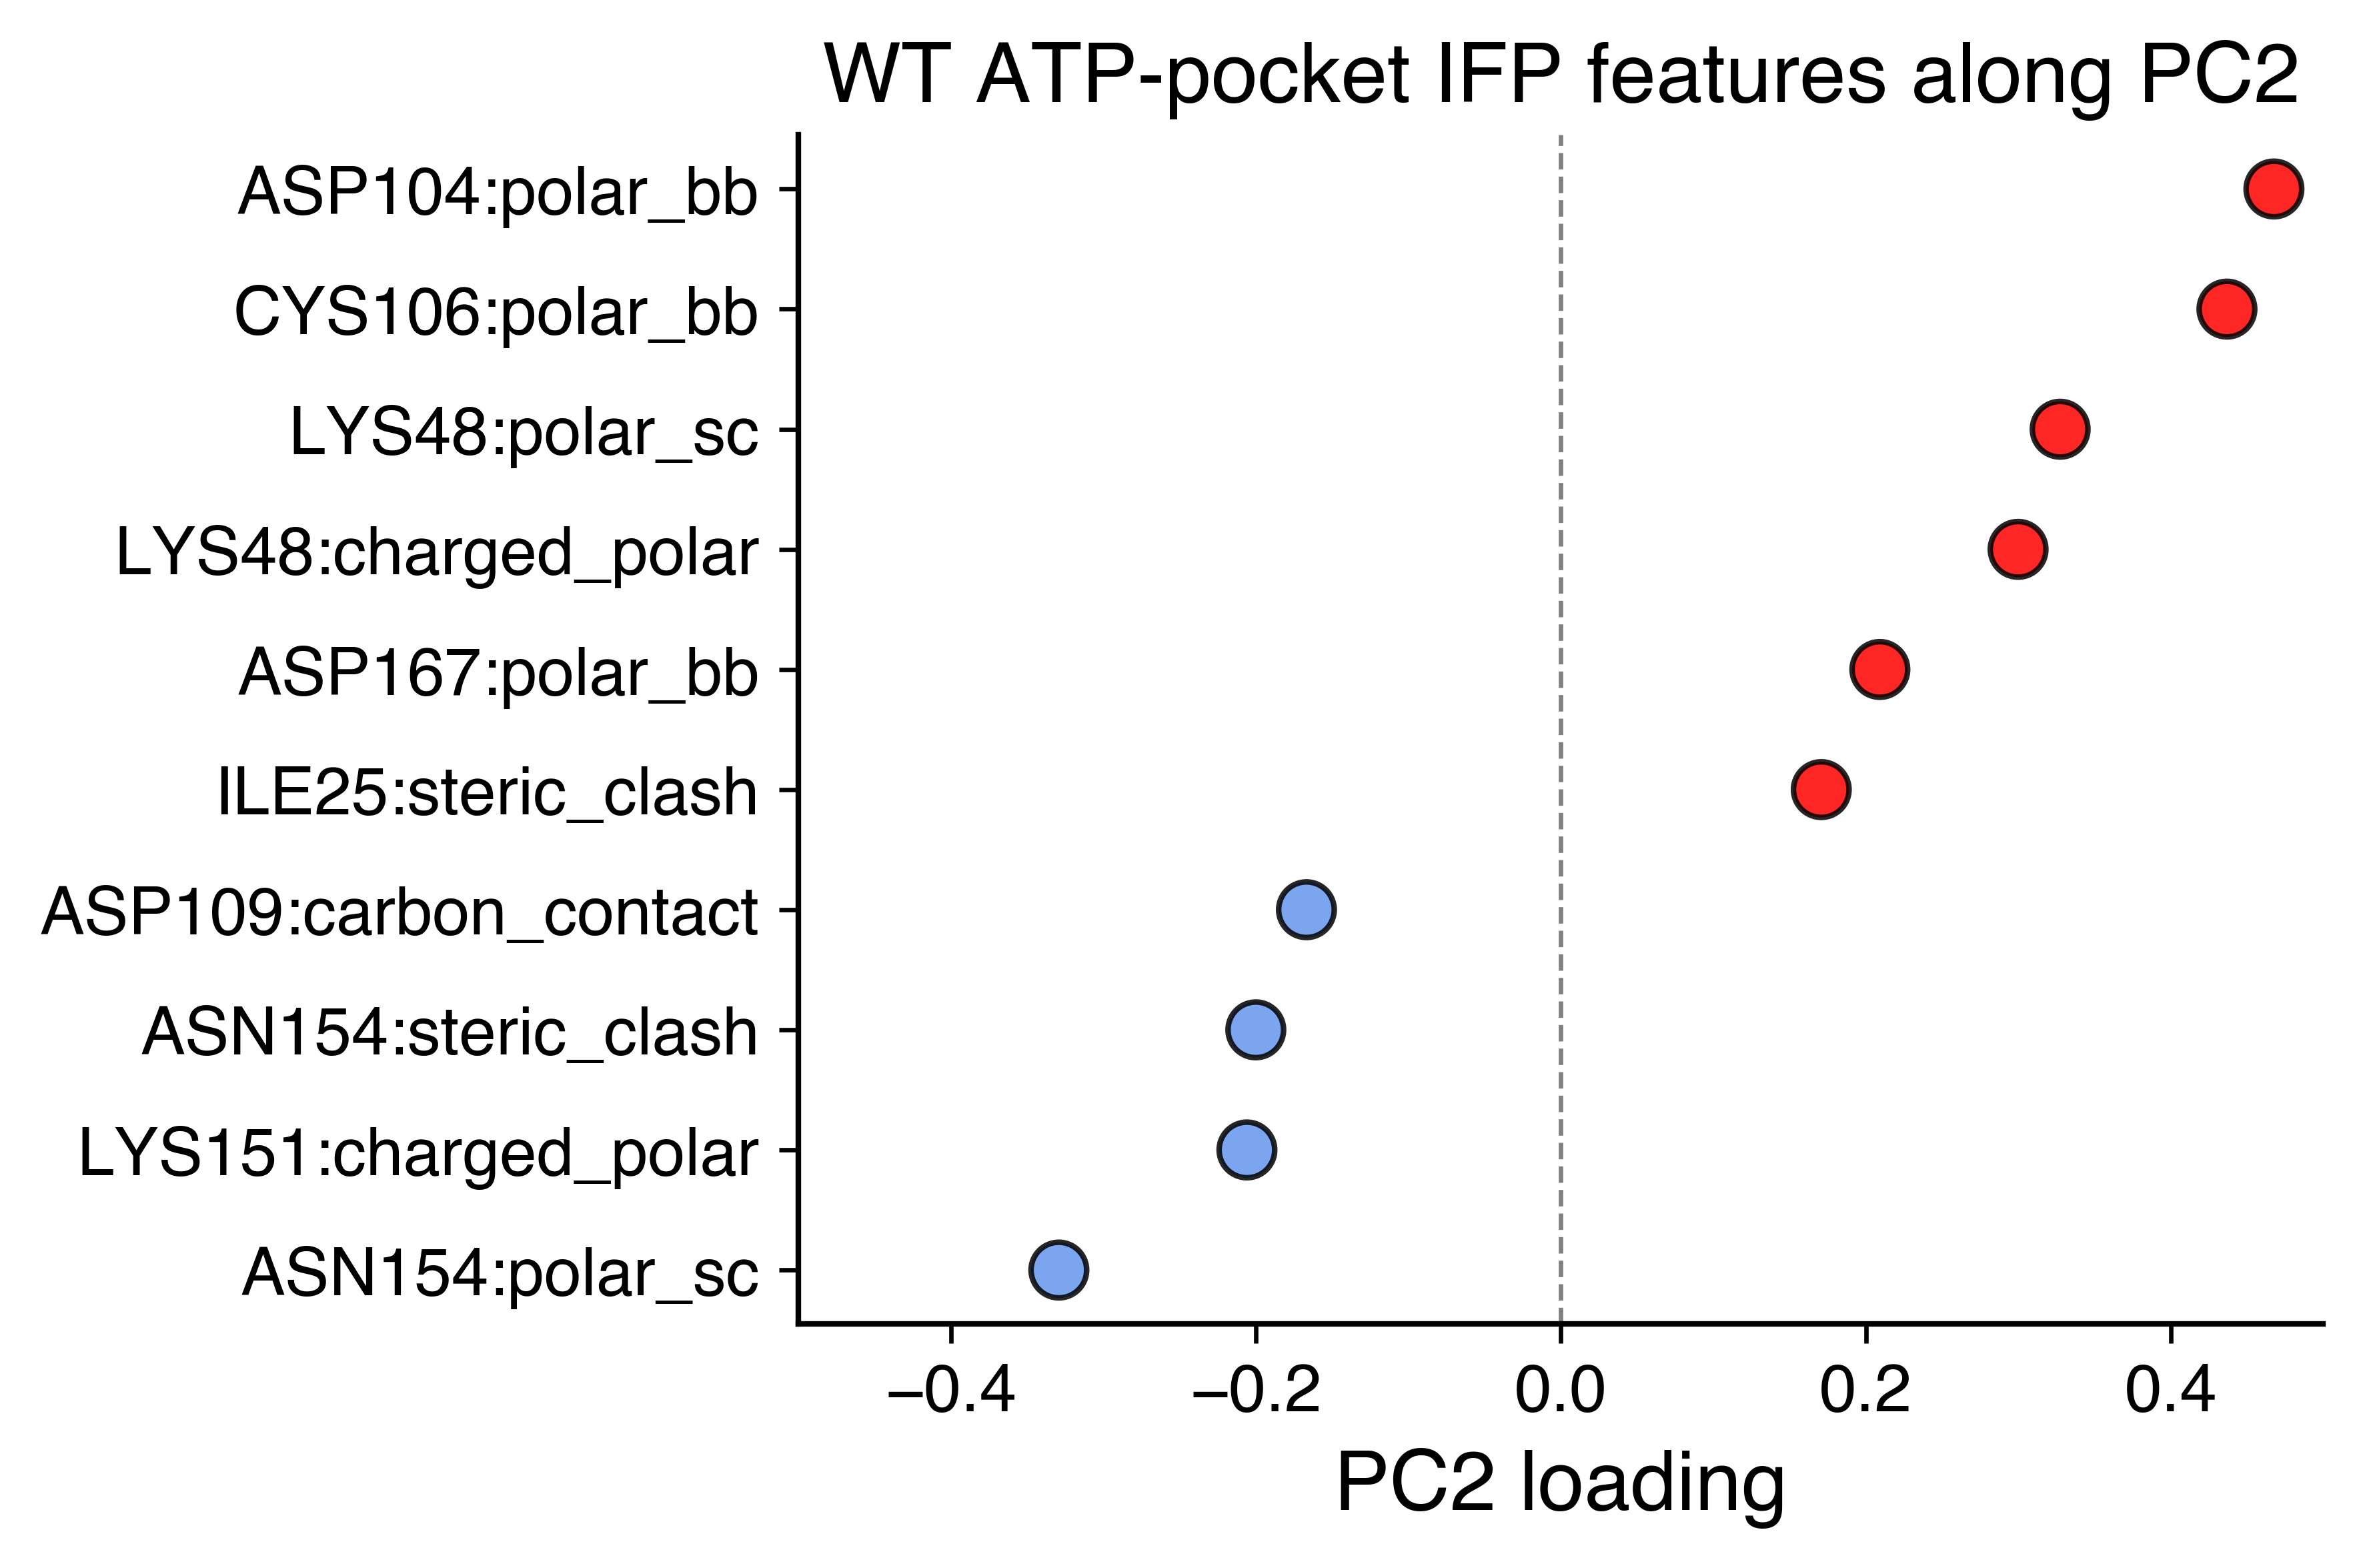 WT ATP-pocket IFP features along PC2
ASP104:polar_bb
CYS106:polar_bb
LYS48:polar_sc
LYS48:charged_polar
ASP167:polar_bb
ILE25:steric_clash
ASP109:carbon_contact
ASN154:steric_clash
LYS151:charged_polar
ASN154:polar_sc
−0.4 −0.2 0.0 0.2 0.4
PC2 loading